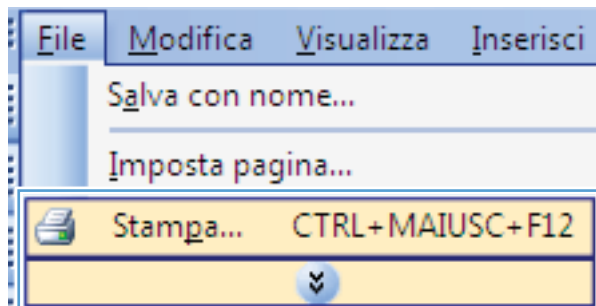 File Modifica Visualizza Inserisci
Salva con nome...
Imposta pagina...
Stampa... CTRL+MAIUSC+F12